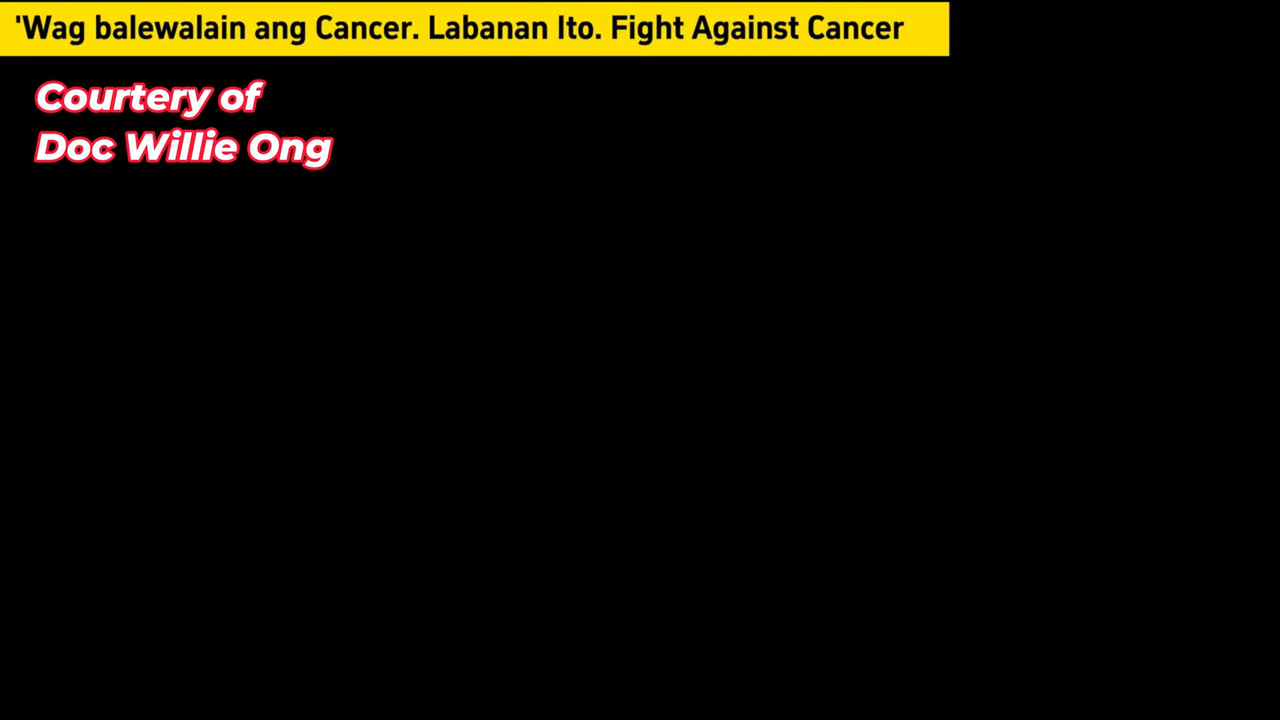 'Wag balewalain ang Cancer. Labanan Ito. Fight Against Cancer
Courtery of
Doc Willie Ong